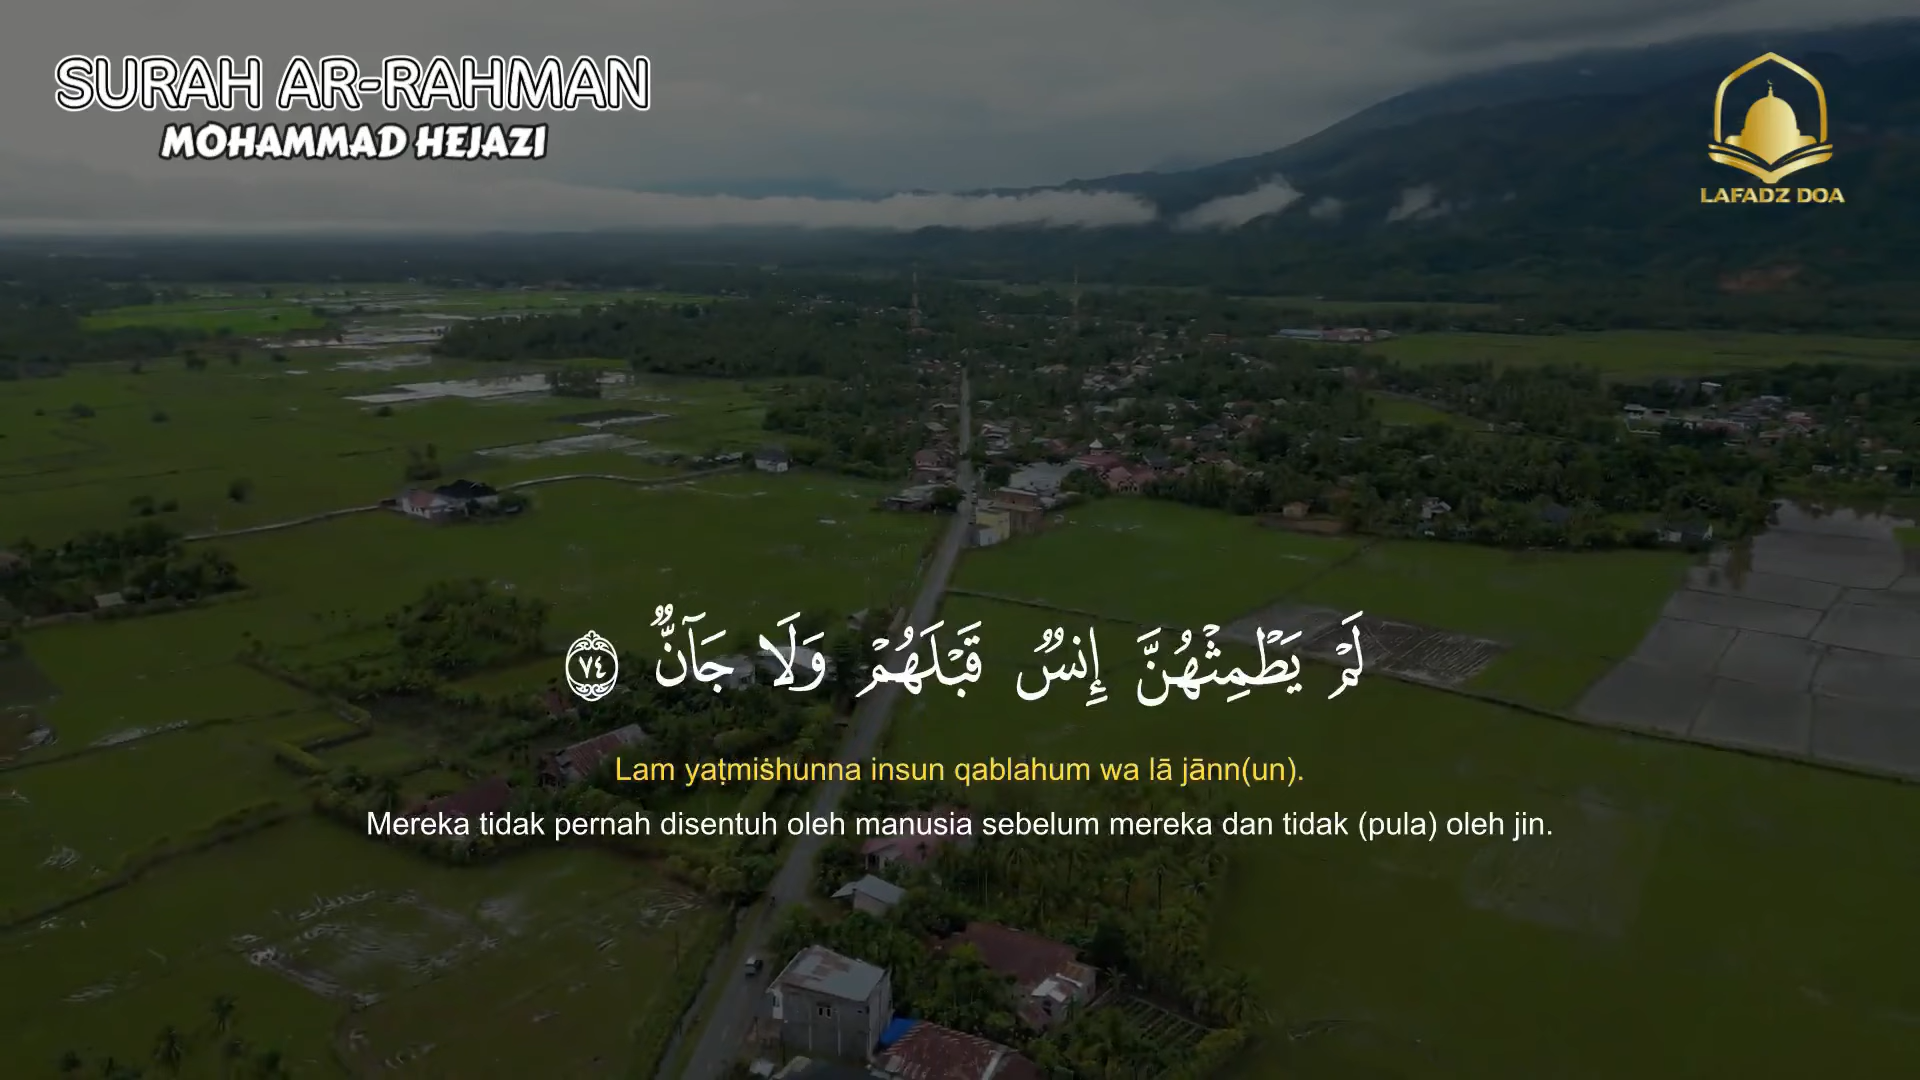 SURAH AR-RAHMAN
MOHAMMAD HEJAZI
LAFADZ DOA
لَمْ يَطْمِثْهُنَّ إِنسٌ قَبْلَهُمْ وَلَا جَآنٌّ ٧٤
Lam yaṭmiṡhunna insun qablahum wa lā jānn(un).
Mereka tidak pernah disentuh oleh manusia sebelum mereka dan tidak (pula) oleh jin.